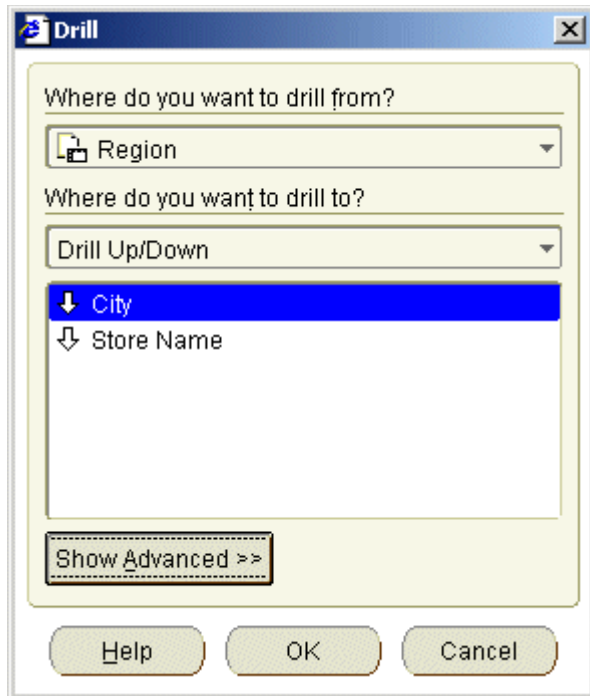 Drill
Where do you want to drill from?
Region
Where do you want to drill to?
Drill Up/Down
City
Store Name
Show Advanced >>
Help OK Cancel